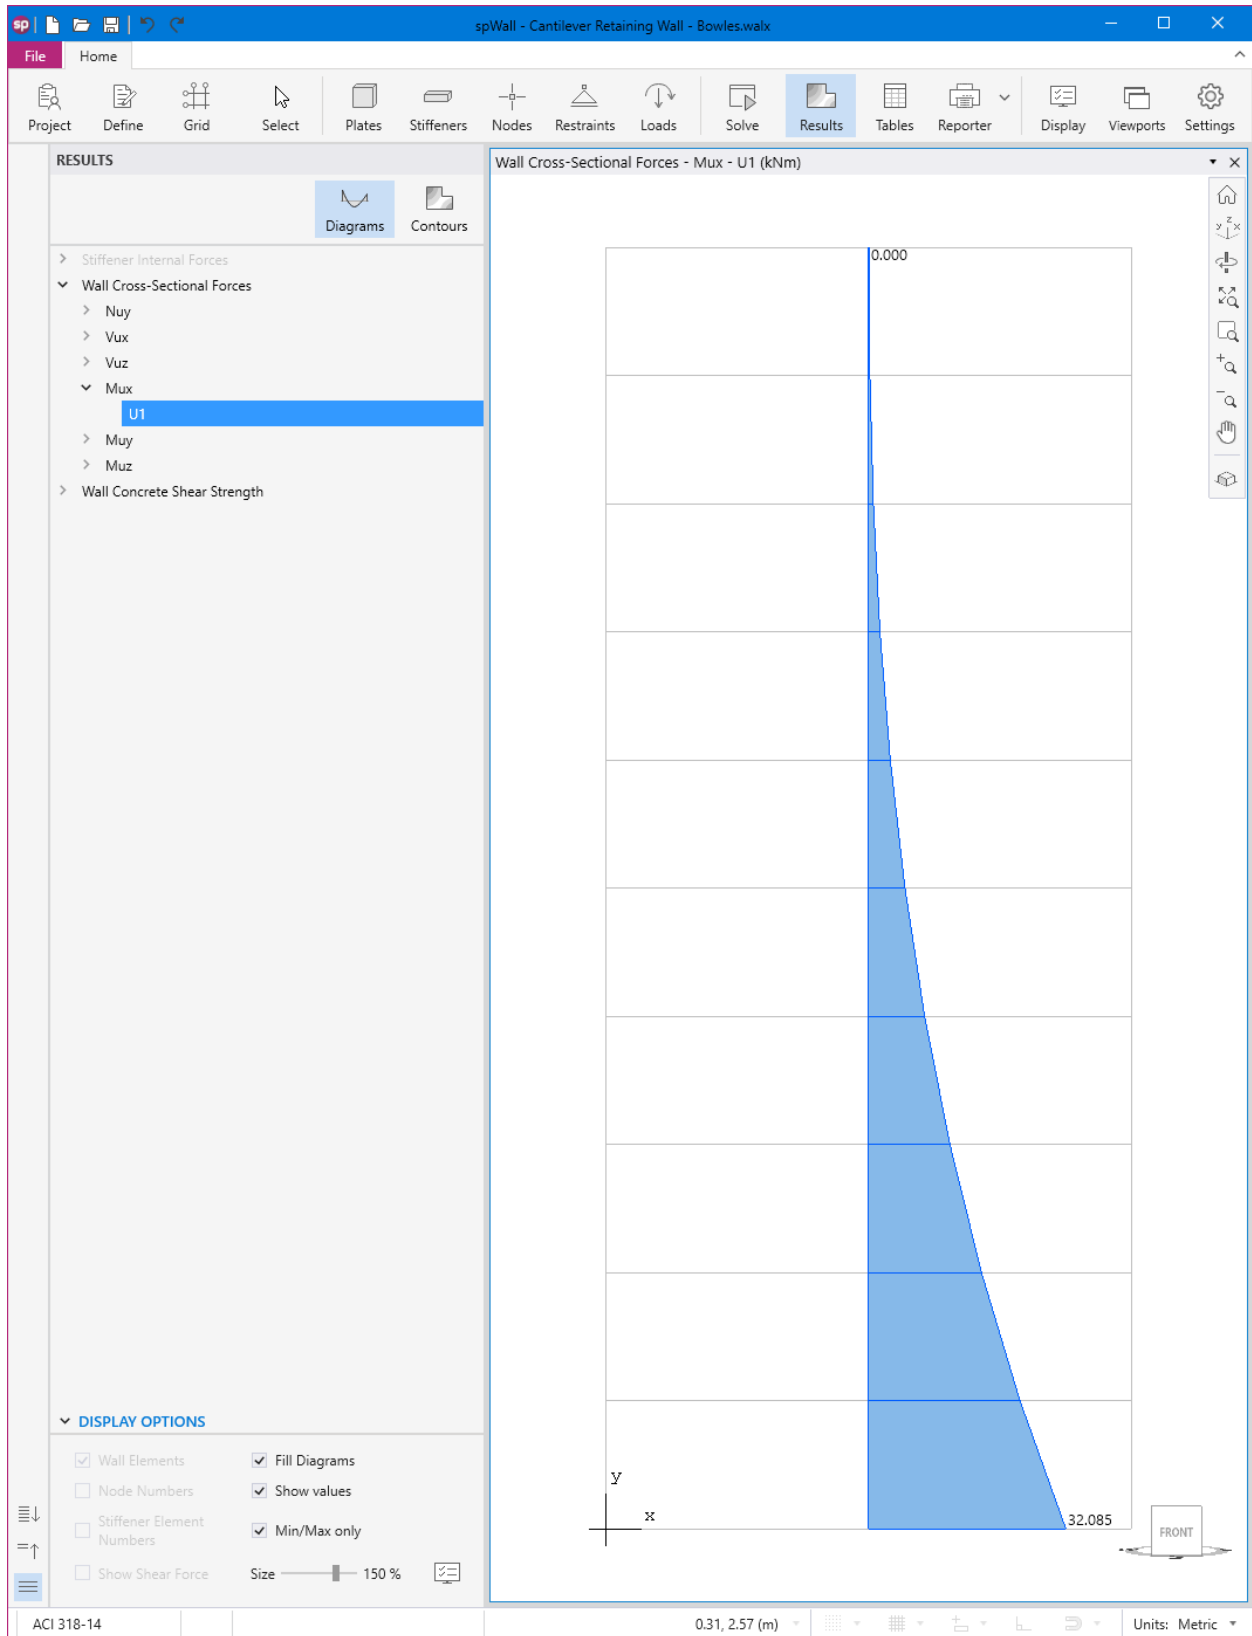 sp
spWall - Cantilever Retaining Wall - Bowles.walx
File Home
Project Define Grid Select Plates Stiffeners Nodes Restraints Loads Solve Results Tables Reporter Display Viewports Settings
RESULTS
Diagrams Contours
Stiffener Internal Forces
Wall Cross-Sectional Forces
Nuy
Vux
Vuz
Mux
U1
Muy
Muz
Wall Concrete Shear Strength
Wall Cross-Sectional Forces - Mux - U1 (kNm)
0.000
32.085
y
x
y z x
FRONT
DISPLAY OPTIONS
Wall Elements Fill Diagrams
Node Numbers Show values
Stiffener Element
Numbers
Min/Max only
Show Shear Force Size 150 %
ACI 318-14 0.31, 2.57 (m) Units: Metric